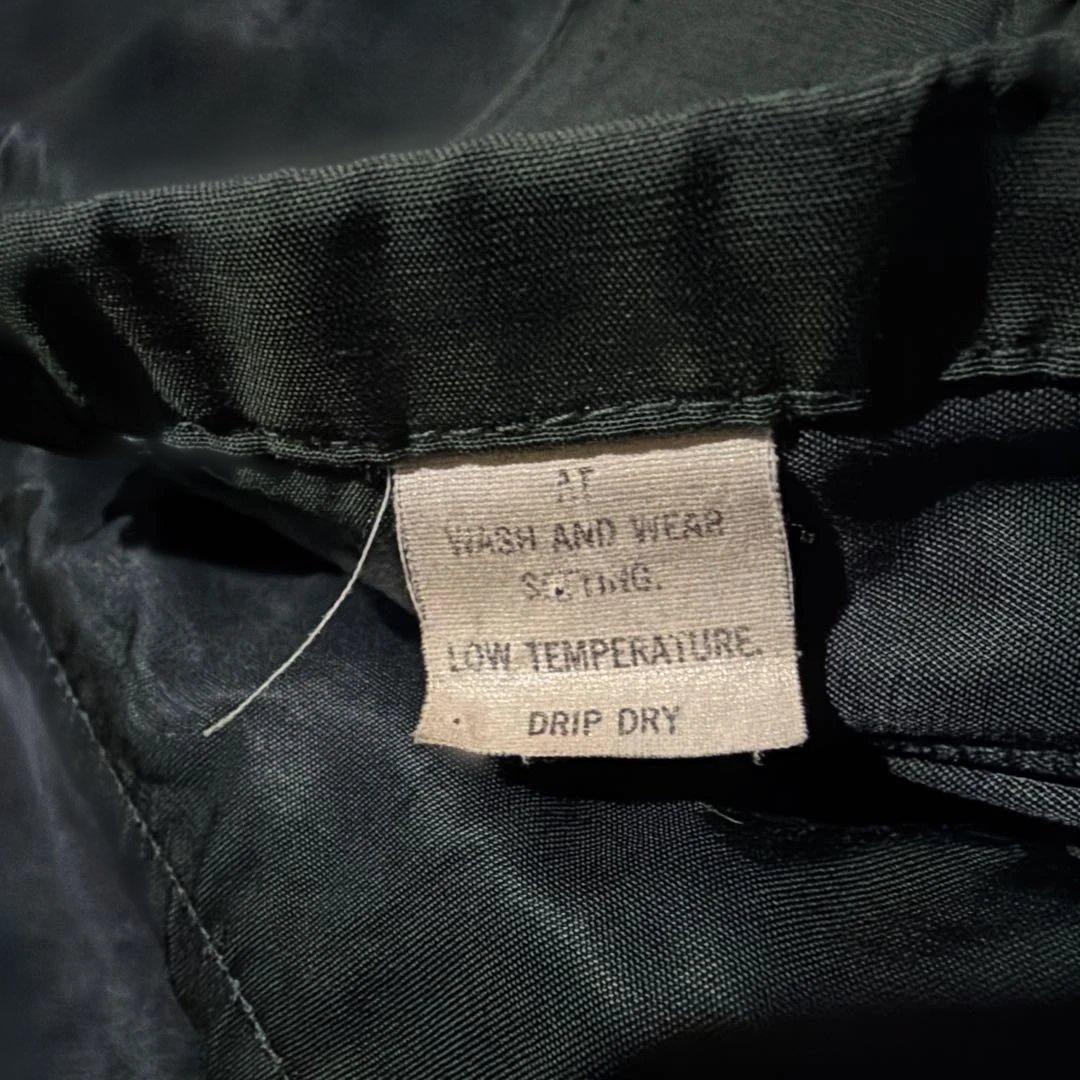 AT
WASH AND WEAR
SETTING.
LOW TEMPERATURE.
DRIP DRY